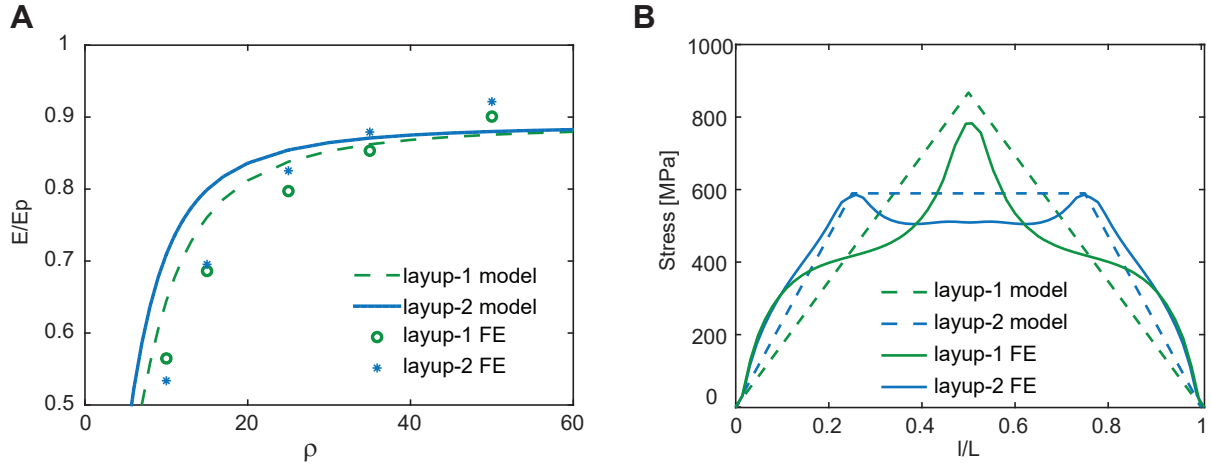 A
1
0.9
0.8
0.7
0.6
0.5
E/Ep
0
20
40
60
ρ
layup-1 model
layup-2 model
layup-1 FE
layup-2 FE
B
1000
800
600
400
200
0
Stress [MPa]
0
0.2
0.4
0.6
0.8
1
l/L
layup-1 model
layup-2 model
layup-1 FE
layup-2 FE